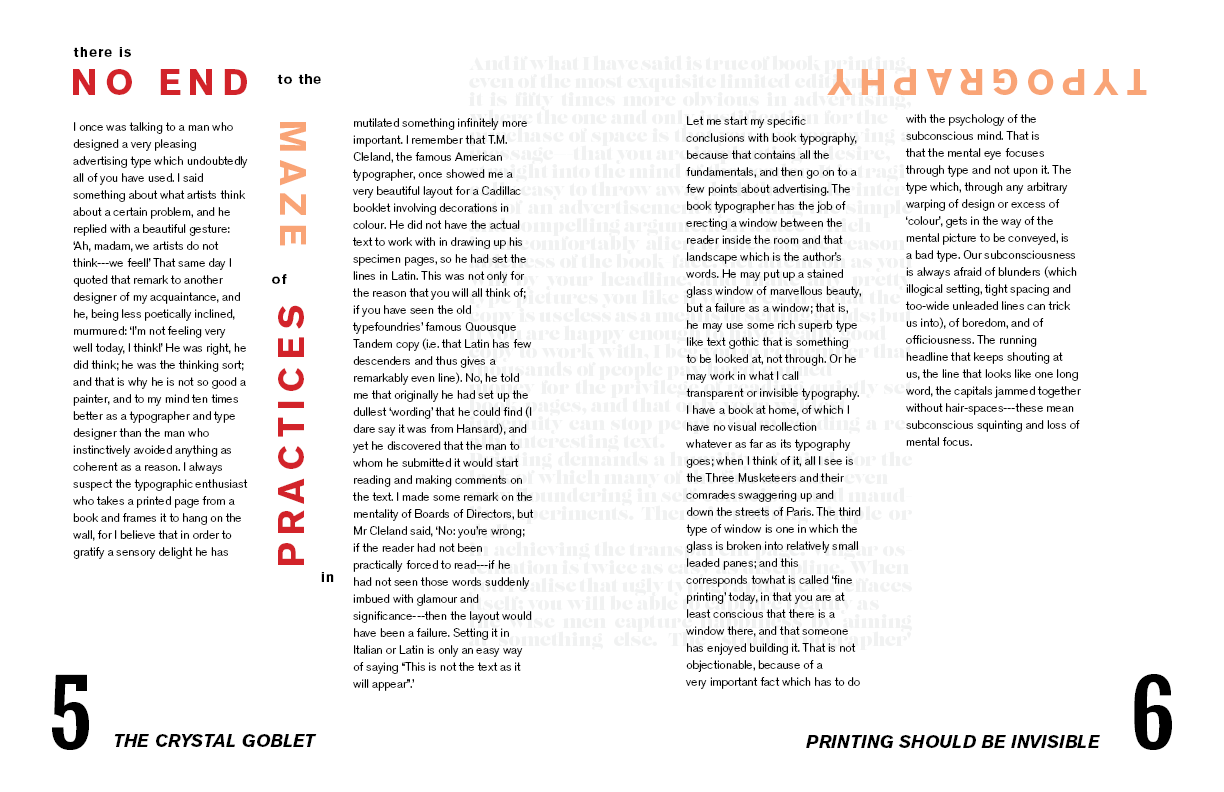 there is
NO END
to the
MAZE
of
PRACTICES
in
TYPOGRAPHY
I once was talking to a man who
designed a very pleasing
advertising type which undoubtedly
all of you have used. I said
something about what artists think
about a certain problem, and he
replied with a beautiful gesture:
‘Ah, madam, we artists do not
think---we feel!’ That same day I
quoted that remark to another
designer of my acquaintance, and
he, being less poetically inclined,
murmured: ‘I’m not feeling very
well today, I think!’ He was right, he
did think; he was the thinking sort;
and that is why he is not so good a
painter, and to my mind ten times
better as a typographer and type
designer than the man who
instinctively avoided anything as
coherent as a reason. I always
suspect the typographic enthusiast
who takes a printed page from a
book and frames it to hang on the
wall, for I believe that in order to
gratify a sensory delight he has
mutilated something infinitely more
important. I remember that T.M.
Cleland, the famous American
typographer, once showed me a
very beautiful layout for a Cadillac
booklet involving decorations in
colour. He did not have the actual
text to work with in drawing up his
specimen pages, so he had set the
lines in Latin. This was not only for
the reason that you will all think of;
if you have seen the old
typefoundries’ famous Quousque
Tandem copy (i.e. that Latin has few
descenders and thus gives a
remarkably even line). No, he told
me that originally he had set up the
dullest ‘wording’ that he could find (I
dare say it was from Hansard), and
yet he discovered that the man to
whom he submitted it would start
reading and making comments on
the text. I made some remark on the
mentality of Boards of Directors, but
Mr Cleland said, ‘No: you’re wrong;
if the reader had not been
practically forced to read---if he
had not seen those words suddenly
imbued with glamour and
significance---then the layout would
have been a failure. Setting it in
Italian or Latin is only an easy way
of saying “This is not the text as it
will appear”.’
Let me start my specific
conclusions with book typography,
because that contains all the
fundamentals, and then go on to a
few points about advertising. The
book typographer has the job of
erecting a window between the
reader inside the room and that
landscape which is the author’s
words. He may put up a stained
glass window of marvellous beauty,
but a failure as a window; that is,
he may use some rich superb type
like text gothic that is something
to be looked at, not through. Or he
may work in what I call
transparent or invisible typography.
I have a book at home, of which I
have no visual recollection
whatever as far as its typography
goes; when I think of it, all I see is
the Three Musketeers and their
comrades swaggering up and
down the streets of Paris. The third
type of window is one in which the
glass is broken into relatively small
leaded panes; and this
corresponds towhat is called ‘fine
printing’ today, in that you are at
least conscious that there is a
window there, and that someone
has enjoyed building it. That is not
objectionable, because of a
very important fact which has to do
with the psychology of the
subconscious mind. That is
that the mental eye focuses
through type and not upon it. The
type which, through any arbitrary
warping of design or excess of
‘colour’, gets in the way of the
mental picture to be conveyed, is
a bad type. Our subconsciousness
is always afraid of blunders (which
illogical setting, tight spacing and
too-wide unleaded lines can trick
us into), of boredom, and of
officiousness. The running
headline that keeps shouting at
us, the line that looks like one long
word, the capitals jammed together
without hair-spaces---these mean
subconscious squinting and loss of
mental focus.
And if what I have said is true of book printing,
even of the most exquisite limited
it is fifty times more obvious in advertising,
5
THE CRYSTAL GOBLET
PRINTING SHOULD BE INVISIBLE
6